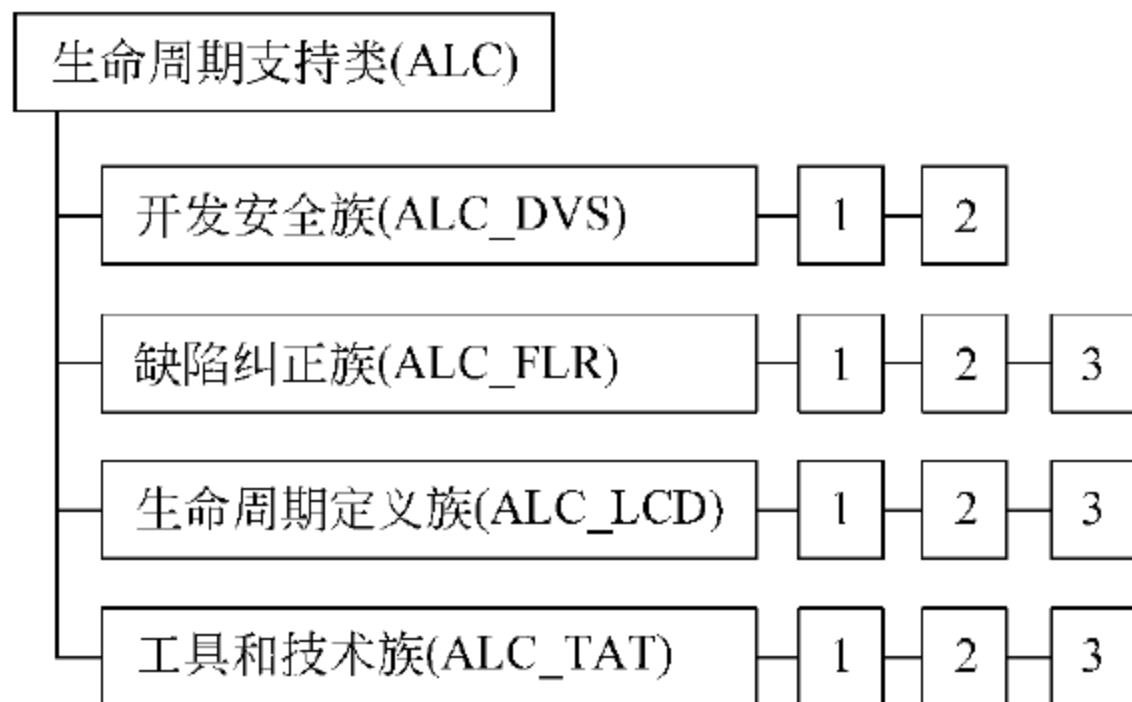 生命周期支持类(ALC)
开发安全族(ALC_DVS) 1 2
缺陷纠正族(ALC_FLR) 1 2 3
生命周期定义族(ALC_LCD) 1 2 3
工具和技术族(ALC_TAT) 1 2 3